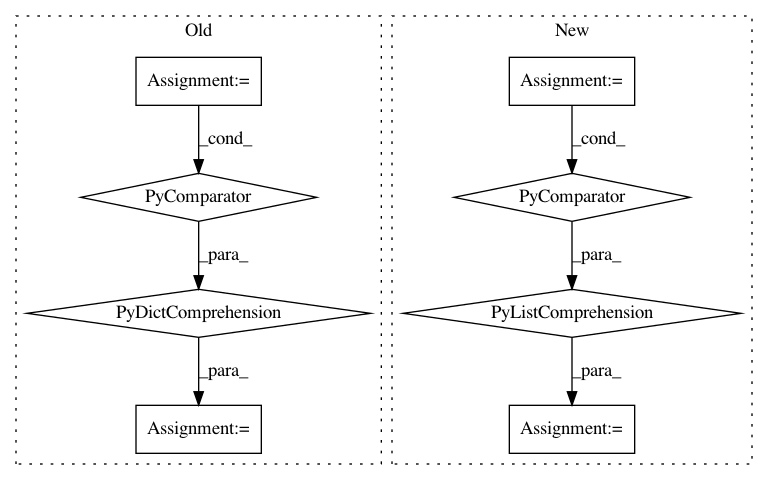 Old
New
Assignment:=
Assignment:=
_cond_
_cond_
PyComparator
PyComparator
_para_
_para_
PyDictComprehension
PyListComprehension
_para_
_para_
Assignment:=
Assignment:=